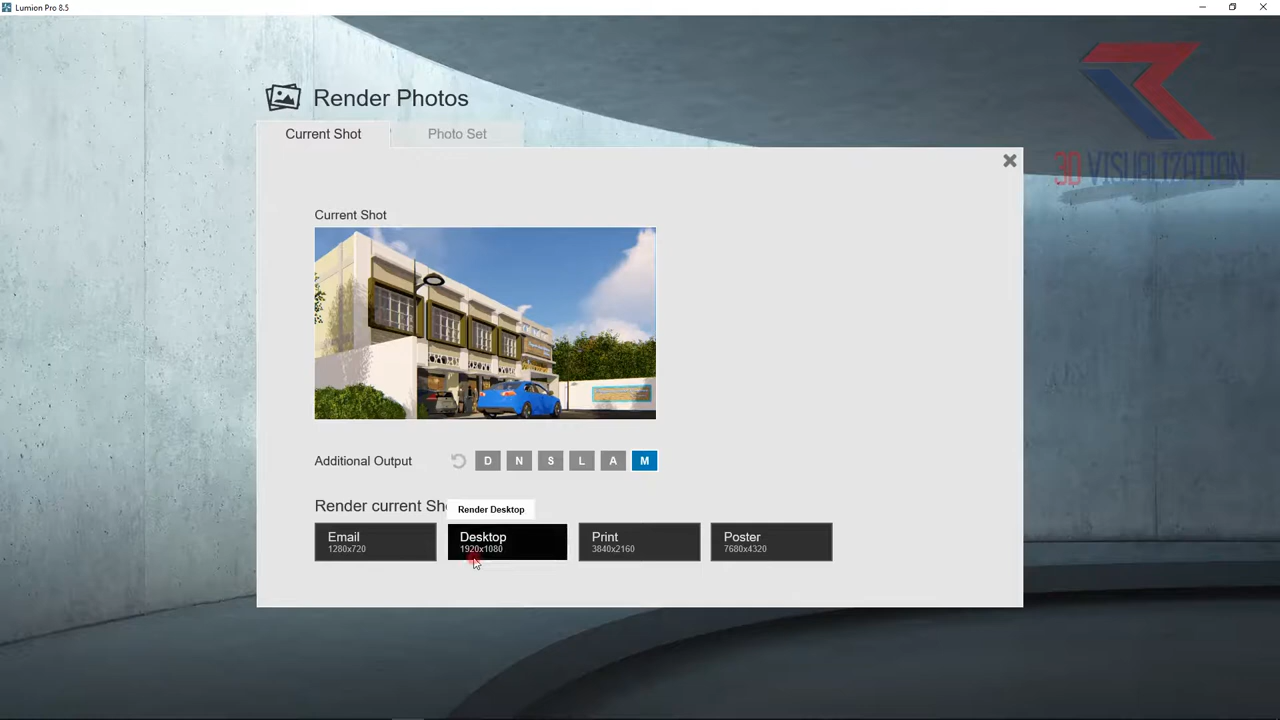 Lumion Pro 8.5
Render Photos
Current Shot
Photo Set
3D VISUALIZATION
Current Shot
Additional Output
D N S L A M
Render current Sh
Render Desktop
Email
1280x720
Desktop
1920x1080
Print
3840x2160
Poster
7680x4320